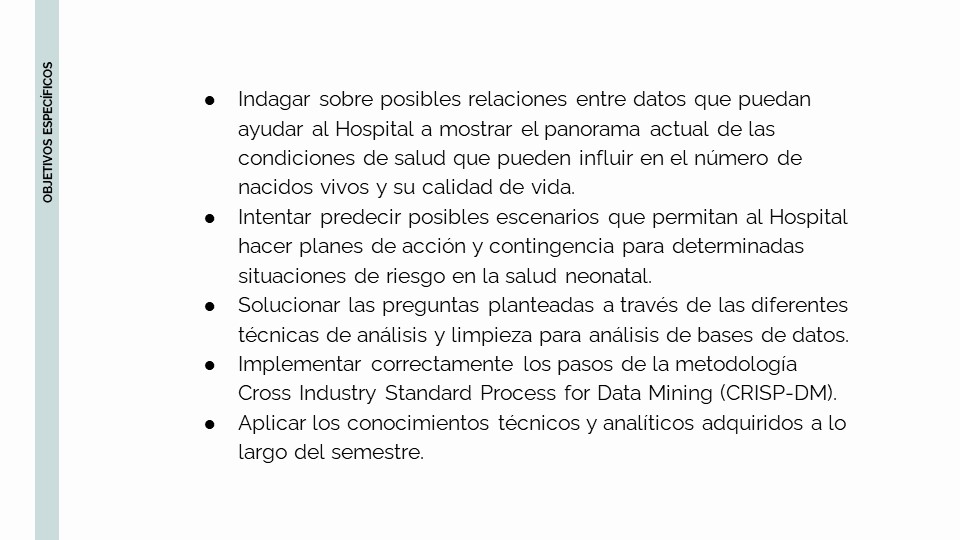 OBJETIVOS ESPECÍFICOS
● Indagar sobre posibles relaciones entre datos que puedan
ayudar al Hospital a mostrar el panorama actual de las
condiciones de salud que pueden influir en el número de
nacidos vivos y su calidad de vida.
● Intentar predecir posibles escenarios que permitan al Hospital
hacer planes de acción y contingencia para determinadas
situaciones de riesgo en la salud neonatal.
● Solucionar las preguntas planteadas a través de las diferentes
técnicas de análisis y limpieza para análisis de bases de datos.
● Implementar correctamente los pasos de la metodología
Cross Industry Standard Process for Data Mining (CRISP-DM).
● Aplicar los conocimientos técnicos y analíticos adquiridos a lo
largo del semestre.